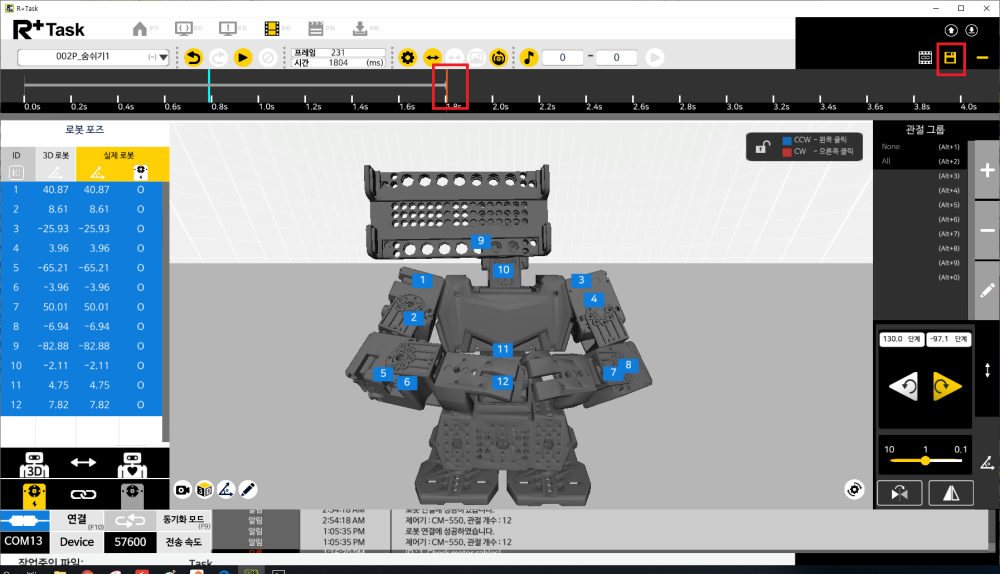 R+Task
R+Task
[F1]
[F2]
[F3]
[F4]
[F5]
[F6]
002P_숨쉬기1 (-)
프레임 231
시간 1804 (ms)
0 - 0
0.0s 0.2s 0.4s 0.6s 0.8s 1.0s 1.2s 1.4s 1.6s 1.8s 2.0s 2.2s 2.4s 2.6s 2.8s 3.0s 3.2s 3.4s 3.6s 3.8s 4.0s
로봇 포즈
ID 3D 로봇 실제 로봇
1 40.87 40.87 O
2 8.61 8.61 O
3 -25.93 -25.93 O
4 3.96 3.96 O
5 -65.21 -65.21 O
6 -3.96 -3.96 O
7 50.01 50.01 O
8 -6.94 -6.94 O
9 -82.88 -82.88 O
10 -2.11 -2.11 O
11 4.75 4.75 O
12 7.82 7.82 O
3D
CCW - 왼쪽 클릭
CW - 오른쪽 클릭
9
10
1
3
4
2
11
5
6
12
7
8
관절 그룹
None (Alt+1)
All (Alt+2)
(Alt+3)
(Alt+4)
(Alt+5)
(Alt+6)
(Alt+7)
(Alt+8)
(Alt+9)
(Alt+0)
130.0 단계
-97.1 단계
10 1 0.1
연결 (F10)
동기화 모드 (F9)
COM13 Device 57600 전송 속도
알림 2:54:18 AM
알림 2:54:18 AM 제어기 : CM-550, 관절 개수 : 12
알림 1:05:35 PM 로봇 연결에 성공하였습니다.
알림 1:05:35 PM 제어기 : CM-550, 관절 개수 : 12
작업중인 파일: Task